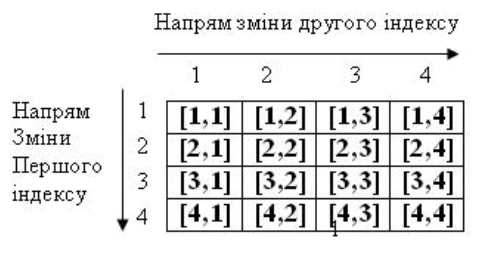 Напрям зміни другого індексу
1 2 3 4
Напрям
Зміни
Першого
індексу
1 [1,1] [1,2] [1,3] [1,4]
2 [2,1] [2,2] [2,3] [2,4]
3 [3,1] [3,2] [3,3] [3,4]
4 [4,1] [4,2] [4,3] [4,4]
1